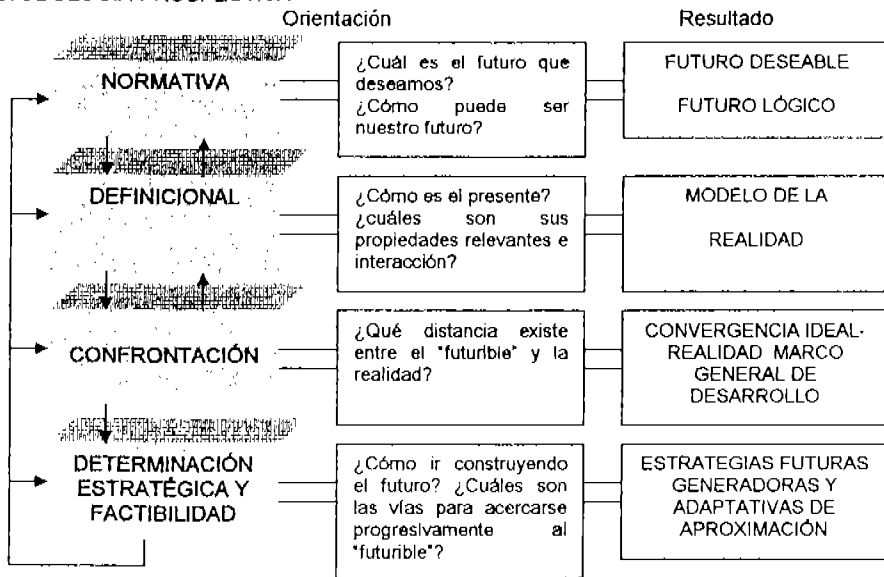 Orientación
Resultado
NORMATIVA
¿Cuál es el futuro que
deseamos?
¿Cómo puede ser
nuestro futuro?
FUTURO DESEABLE
FUTURO LÓGICO
DEFINICIONAL
¿Cómo es el presente?
¿cuáles son sus
propiedades relevantes e
interacción?
MODELO DE LA
REALIDAD
CONFRONTACIÓN
¿Qué distancia existe
entre el "futurible" y la
realidad?
CONVERGENCIA IDEAL-
REALIDAD MARCO
GENERAL DE
DESARROLLO
DETERMINACIÓN
ESTRATÉGICA Y
FACTIBILIDAD
¿Cómo ir construyendo
el futuro? ¿Cuáles son
las vías para acercarse
progresivamente al
"futurible"?
ESTRATEGIAS FUTURAS
GENERADORAS Y
ADAPTATIVAS DE
APROXIMACIÓN